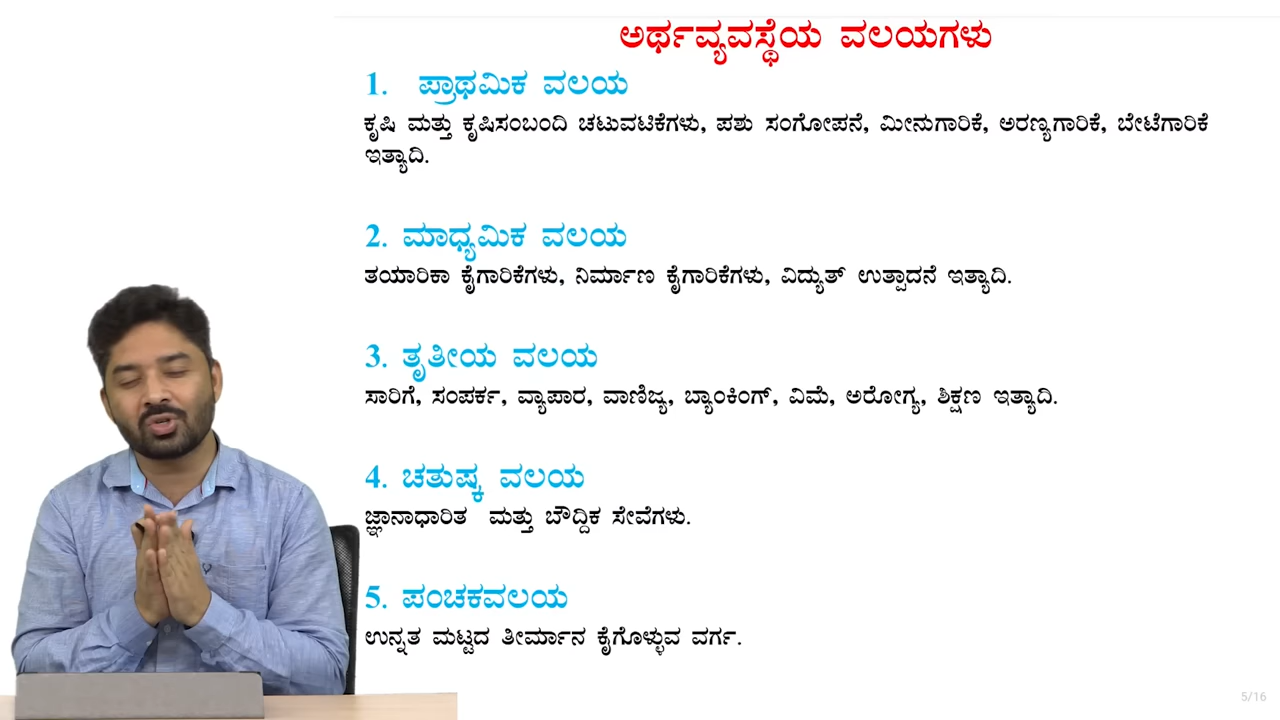 ಅರ್ಥವ್ಯವಸ್ಥೆಯ ವಲಯಗಳು
1. ಪ್ರಾಥಮಿಕ ವಲಯ
ಕೃಷಿ ಮತ್ತು ಕೃಷಿಸಂಬಂದಿ ಚಟುವಟಿಕೆಗಳು, ಪಶು ಸಂಗೋಪನೆ, ಮೀನುಗಾರಿಕೆ, ಅರಣ್ಯಗಾರಿಕೆ, ಬೇಟೆಗಾರಿಕೆ
ಇತ್ಯಾದಿ.
2. ಮಾಧ್ಯಮಿಕ ವಲಯ
ತಯಾರಿಕಾ ಕೈಗಾರಿಕೆಗಳು, ನಿರ್ಮಾಣ ಕೈಗಾರಿಕೆಗಳು, ವಿದ್ಯುತ್ ಉತ್ಪಾದನೆ ಇತ್ಯಾದಿ.
3. ತೃತೀಯ ವಲಯ
ಸಾರಿಗೆ, ಸಂಪರ್ಕ, ವ್ಯಾಪಾರ, ವಾಣಿಜ್ಯ, ಬ್ಯಾಂಕಿಂಗ್, ವಿಮೆ, ಅರೋಗ್ಯ, ಶಿಕ್ಷಣ ಇತ್ಯಾದಿ.
4. ಚತುಷ್ಕ ವಲಯ
ಜ್ಞಾನಾಧಾರಿತ ಮತ್ತು ಬೌದ್ದಿಕ ಸೇವೆಗಳು.
5. ಪಂಚಕವಲಯ
ಉನ್ನತ ಮಟ್ಟದ ತೀರ್ಮಾನ ಕೈಗೊಳ್ಳುವ ವರ್ಗ.
5/16